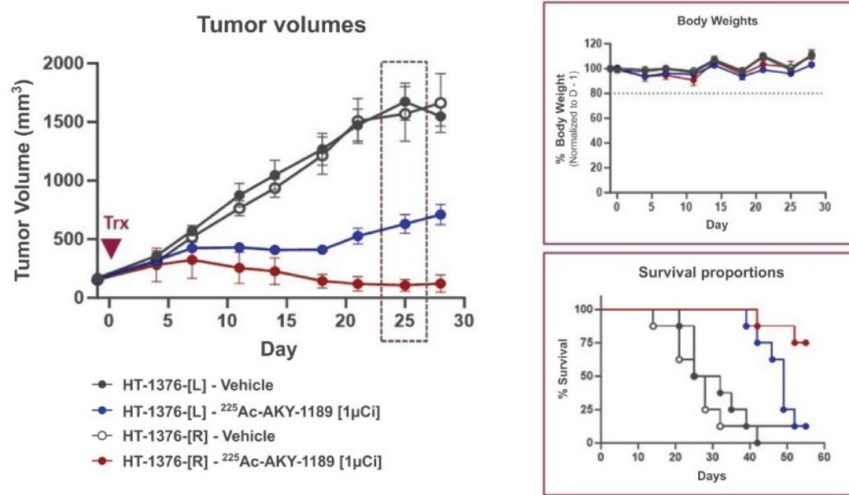 Tumor volumes
Tumor Volume (mm³)
2000
1500
1000
500
0
Trx
0 5 10 15 20 25 30
Day
HT-1376-[L] - Vehicle
HT-1376-[L] - ²²⁵Ac-AKY-1189 [1µCi]
HT-1376-[R] - Vehicle
HT-1376-[R] - ²²⁵Ac-AKY-1189 [1µCi]
Body Weights
% Body Weight
(Normalized to D - 1)
120
100
80
60
40
20
0
0 5 10 15 20 25 30
Day
Survival proportions
% Survival
100
75
50
25
0
0 10 20 30 40 50 60
Days